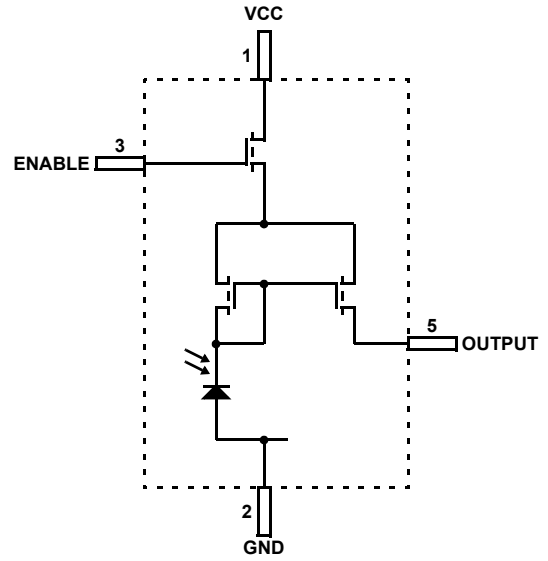 VCC
1
3
ENABLE
5
OUTPUT
2
GND